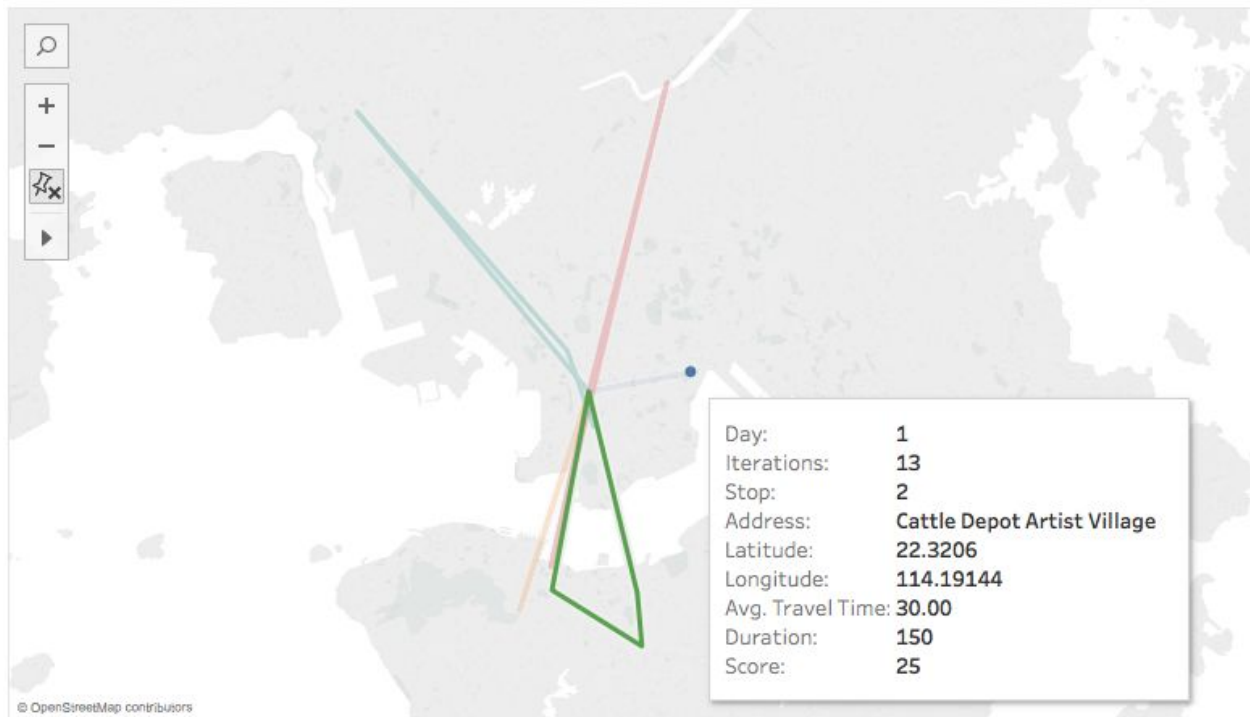 Day: 1
Iterations: 13
Stop: 2
Address: Cattle Depot Artist Village
Latitude: 22.3206
Longitude: 114.19144
Avg. Travel Time: 30.00
Duration: 150
Score: 25
© OpenStreetMap contributors